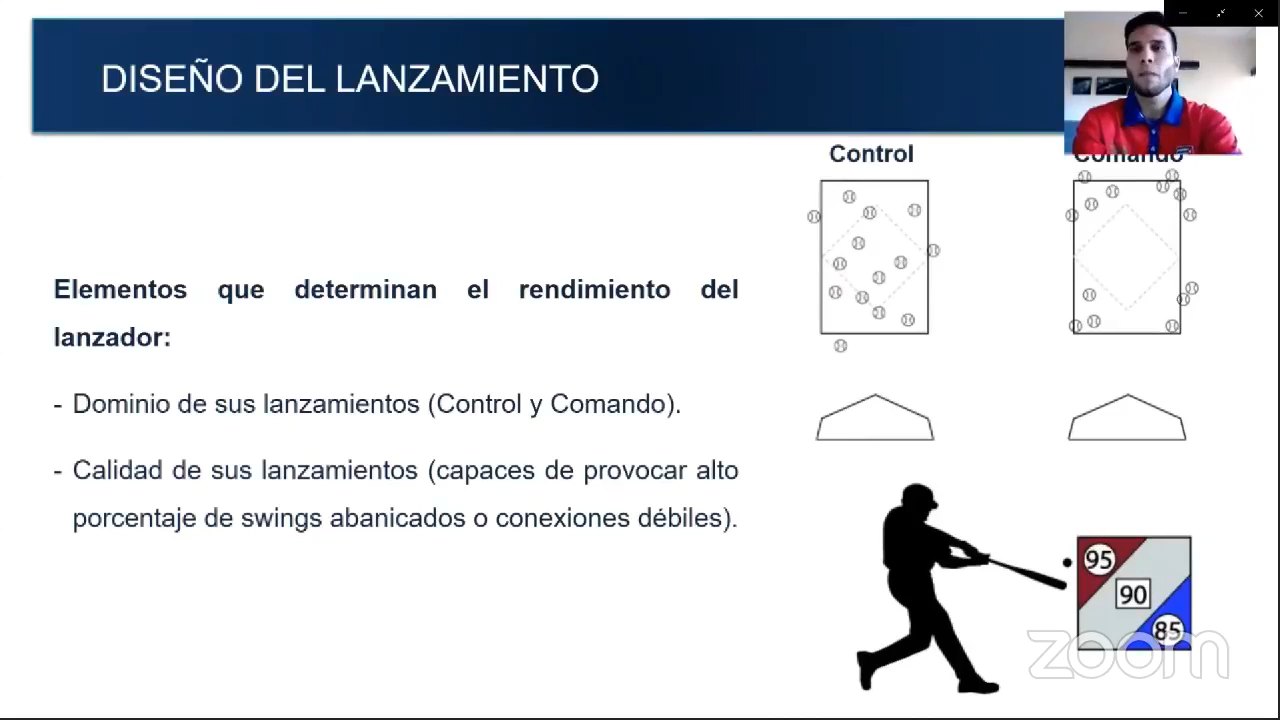 DISEÑO DEL LANZAMIENTO
Control
Comando
Elementos que determinan el rendimiento del
lanzador:
- Dominio de sus lanzamientos (Control y Comando).
- Calidad de sus lanzamientos (capaces de provocar alto
porcentaje de swings abanicados o conexiones débiles).
95
90
85
zoom